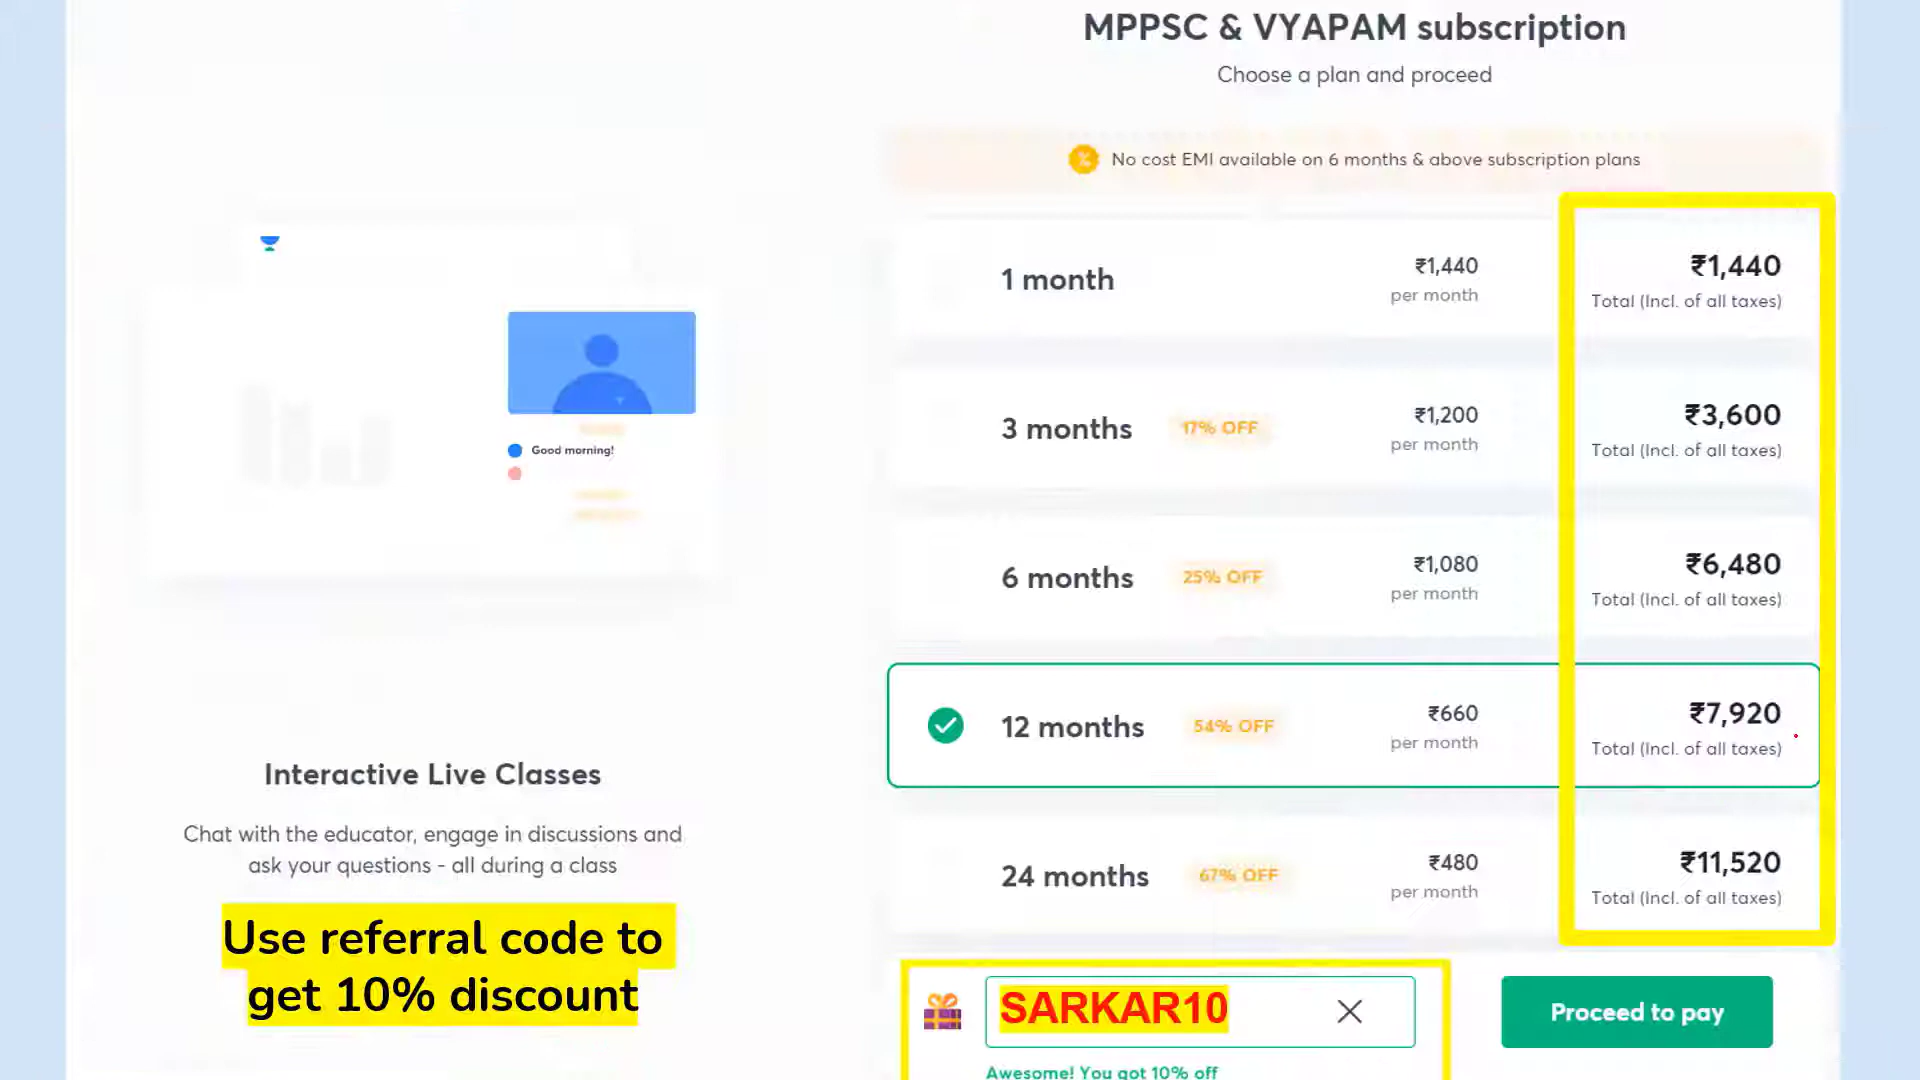 MPPSC & VYAPAM subscription
Choose a plan and proceed
No cost EMI available on 6 months & above subscription plans
1 month
₹1,440
per month
₹1,440
Total (Incl. of all taxes)
3 months
17% OFF
₹1,200
per month
₹3,600
Total (Incl. of all taxes)
6 months
25% OFF
₹1,080
per month
₹6,480
Total (Incl. of all taxes)
12 months
54% OFF
₹660
per month
₹7,920
Total (Incl. of all taxes)
24 months
67% OFF
₹480
per month
₹11,520
Total (Incl. of all taxes)
SARKAR10
Awesome! You got 10% off
Proceed to pay
Good morning!
Interactive Live Classes
Chat with the educator, engage in discussions and
ask your questions - all during a class
Use referral code to
get 10% discount